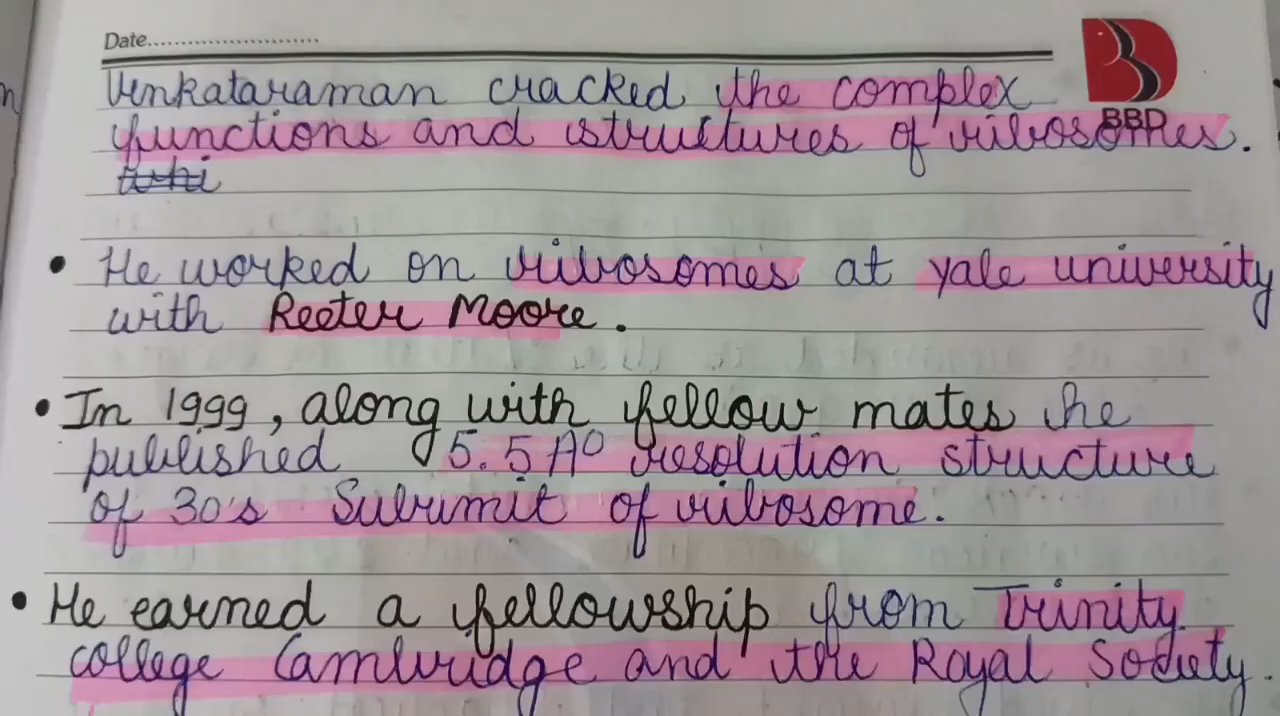 Date..........................
BBD
Venkataraman cracked the complex
functions and structures of ribosomes.
• He worked on ribosomes at yale university
with Reeter Moore.
• In 1999, along with fellow mates he
published 5.5A° resolution structure
of 30's Subunit of ribosome.
• He earned a fellowship from Trinity
college Cambridge and the Royal Society.